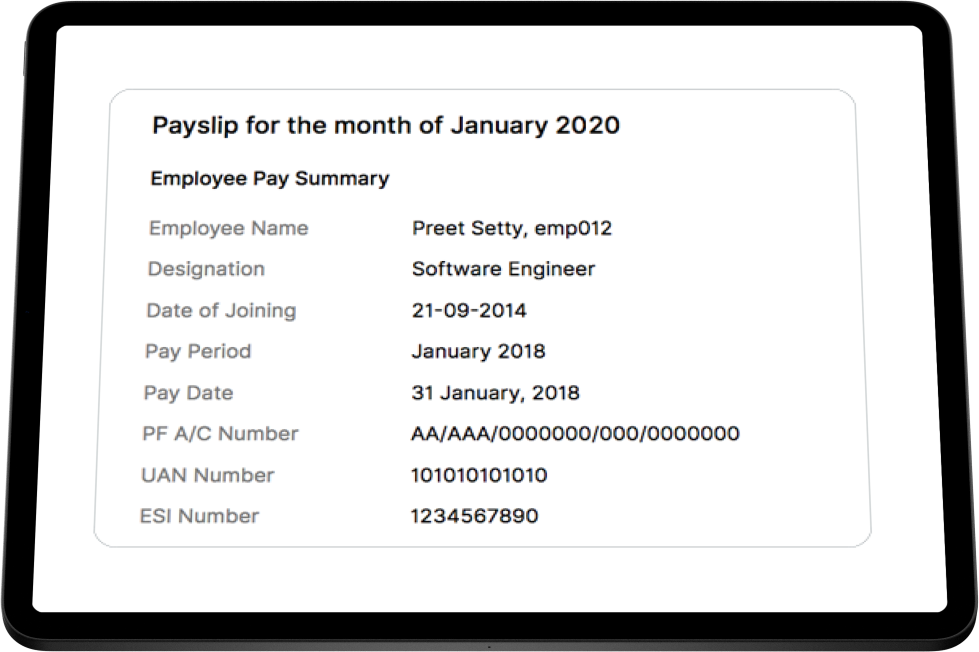 Payslip for the month of January 2020
Employee Pay Summary
Employee Name Preet Setty, emp012
Designation Software Engineer
Date of Joining 21-09-2014
Pay Period January 2018
Pay Date 31 January, 2018
PF A/C Number AA/AAA/0000000/000/0000000
UAN Number 101010101010
ESI Number 1234567890